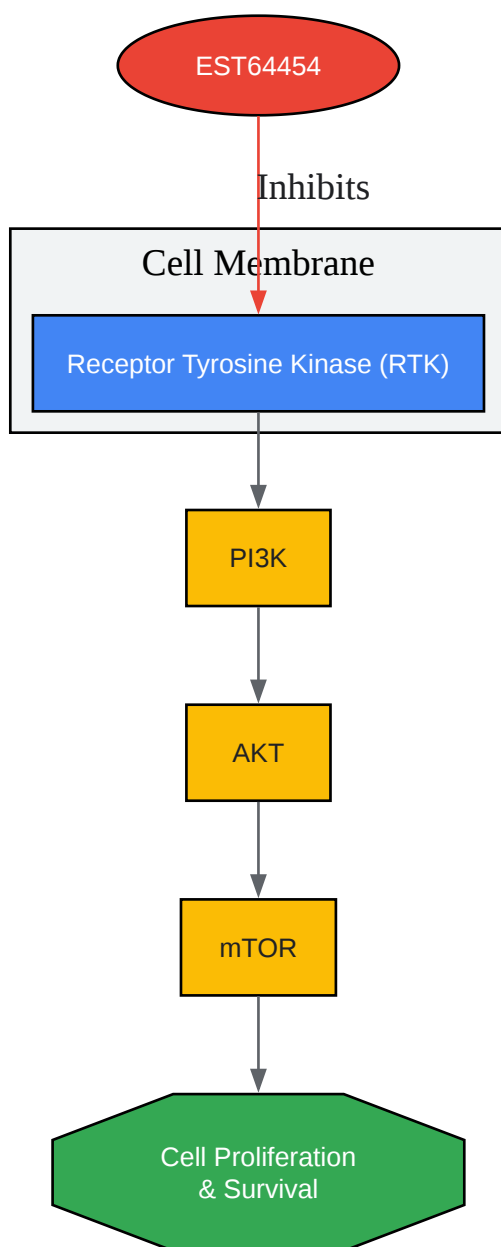 EST64454
Inhibits
Cell Membrane
Receptor Tyrosine Kinase (RTK)
PI3K
AKT
mTOR
Cell Proliferation
& Survival